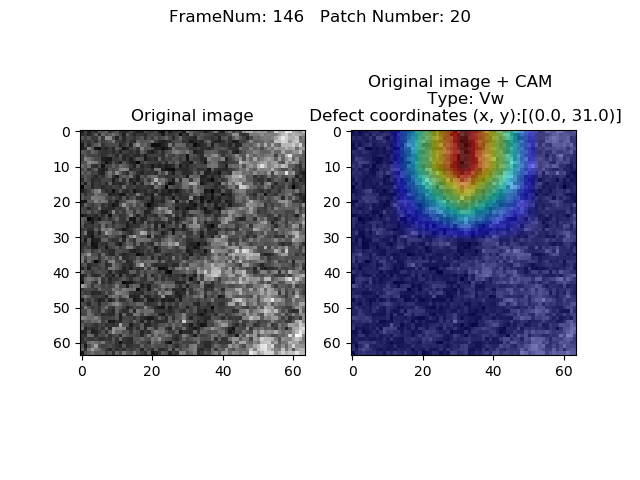 FrameNum: 146   Patch Number: 20
Original image
0
10
20
30
40
50
60
0 20 40 60
Original image + CAM
Type: Vw
Defect coordinates (x, y):[(0.0, 31.0)]
0
10
20
30
40
50
60
0 20 40 60